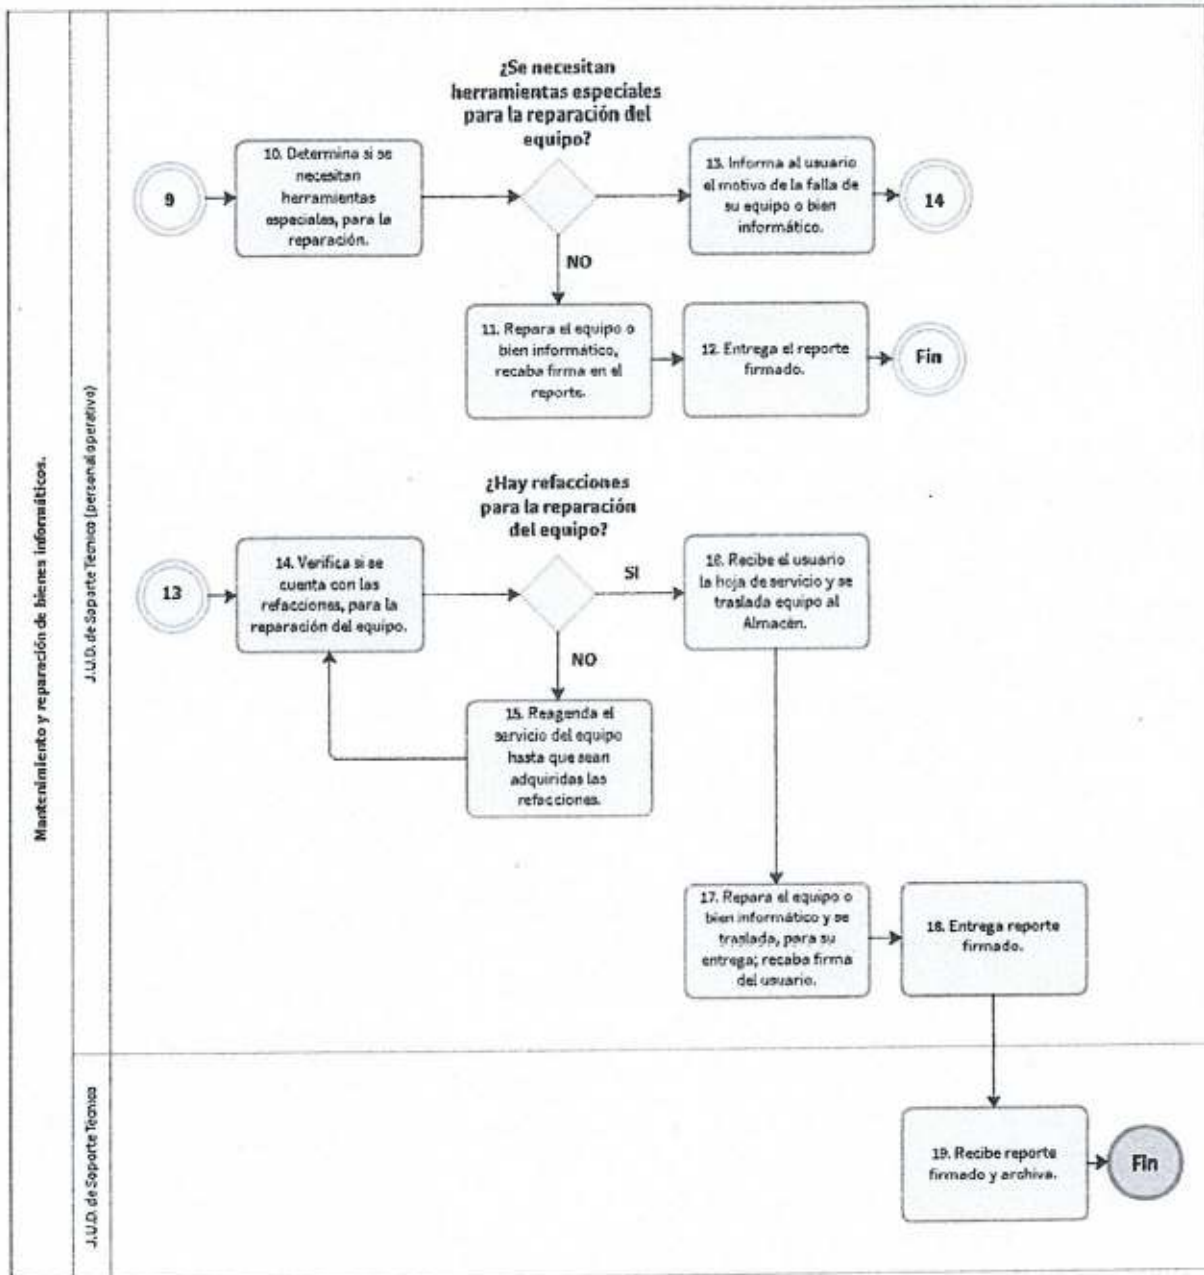 Mantenimiento y reparación de bienes informáticos.
J.U.D. de Soporte Técnico (personal operativo)
¿Se necesitan
herramientas especiales
para la reparación del
equipo?
9
10. Determina si se
necesitan
herramientas
especiales, para la
reparación.
13. Informa al usuario
el motivo de la falla de
su equipo o bien
informático.
14
NO
11. Repara el equipo o
bien informático,
recaba firma en el
reporte.
12. Entrega el reporte
firmado.
Fin
¿Hay refacciones
para la reparación
del equipo?
13
14. Verifica si se
cuenta con las
refacciones, para la
reparación del equipo.
SI
16. Recibe el usuario
la hoja de servicio y se
traslada equipo al
Almacén.
NO
15. Reagenda el
servicio del equipo
hasta que sean
adquiridas las
refacciones.
17. Repara el equipo o
bien informático y se
traslada, para su
entrega; recaba firma
del usuario.
18. Entrega reporte
firmado.
J.U.D. de Soporte Técnico
19. Recibe reporte
firmado y archiva.
Fin